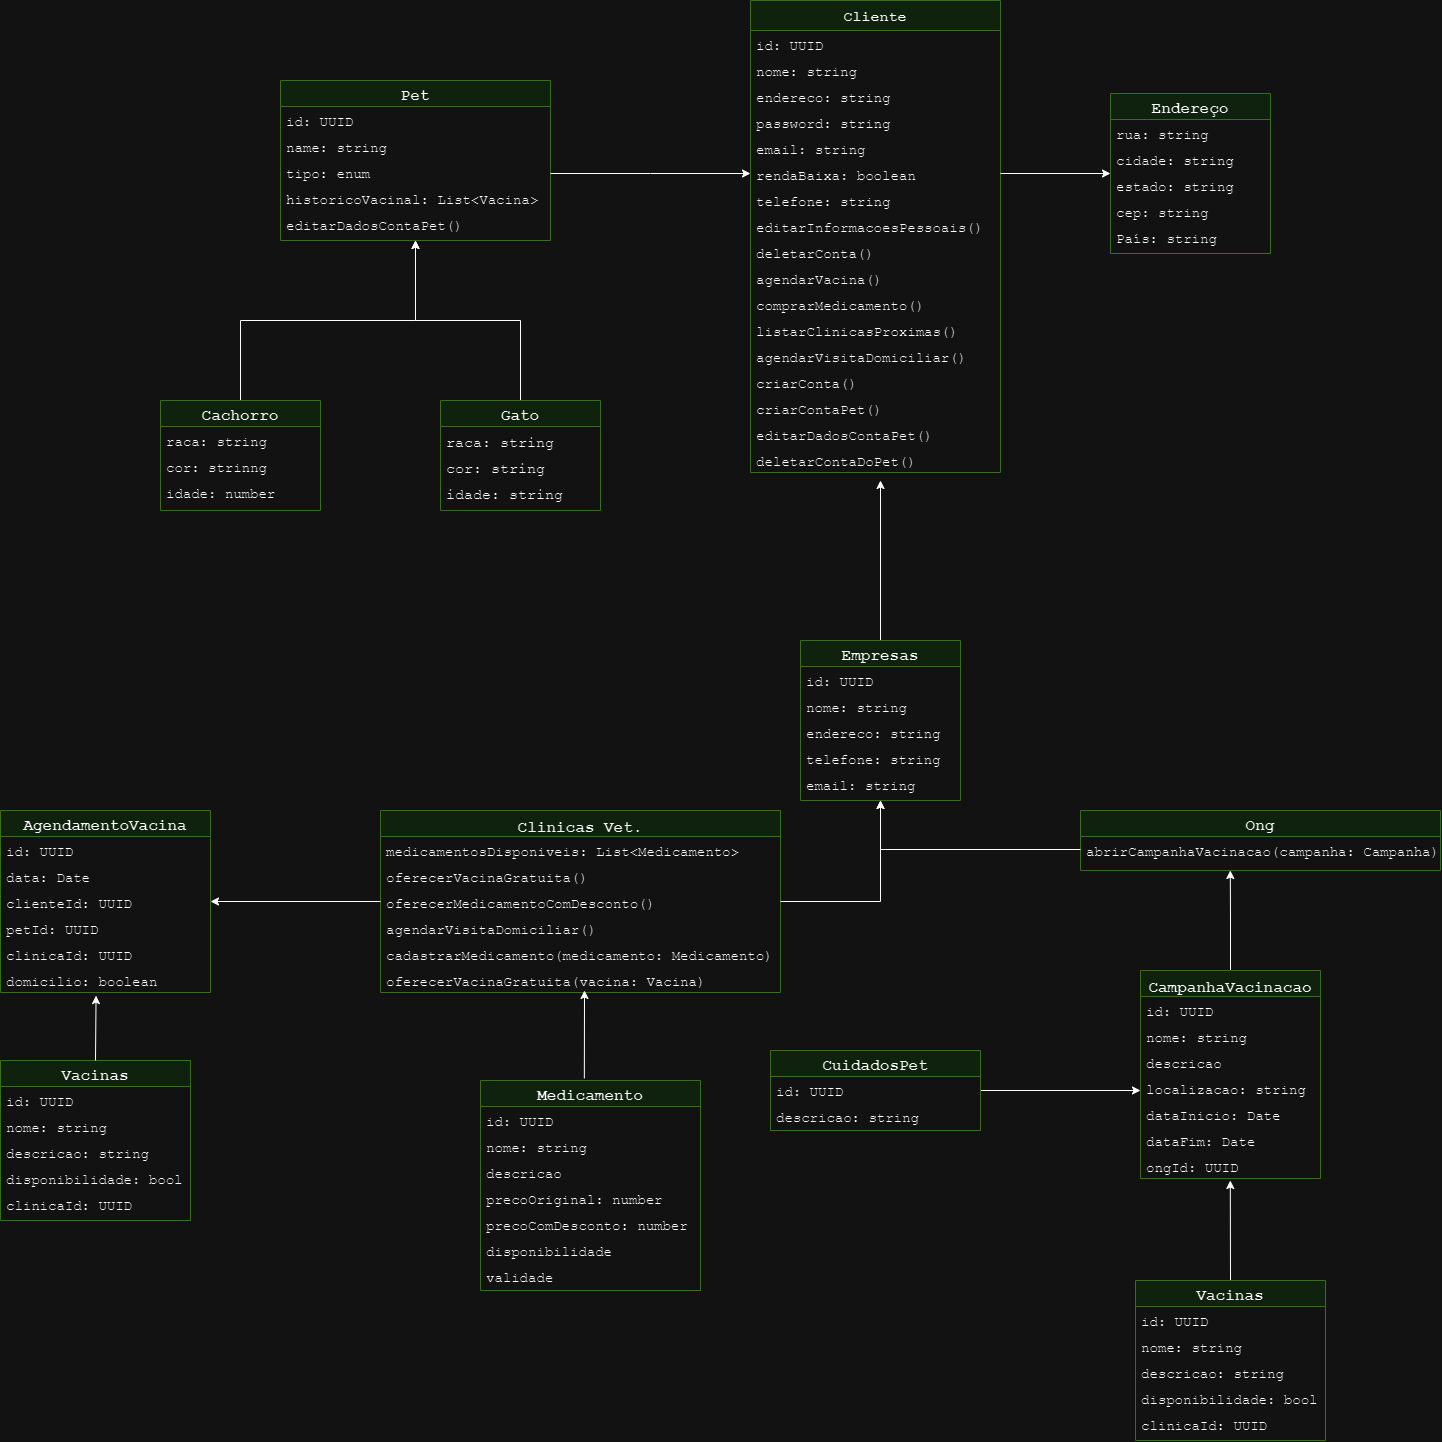 Cliente
id: UUID
nome: string
endereco: string
password: string
email: string
rendaBaixa: boolean
telefone: string
editarInformacoesPessoais()
deletarConta()
agendarVacina()
comprarMedicamento()
listarClinicasProximas()
agendarVisitaDomiciliar()
criarConta()
criarContaPet()
editarDadosContaPet()
deletarContaDoPet()
Pet
id: UUID
name: string
tipo: enum
historicoVacinal: List<Vacina>
editarDadosContaPet()
Endereço
rua: string
cidade: string
estado: string
cep: string
País: string
Cachorro
raca: string
cor: strinng
idade: number
Gato
raca: string
cor: string
idade: string
Empresas
id: UUID
nome: string
endereco: string
telefone: string
email: string
AgendamentoVacina
id: UUID
data: Date
clienteId: UUID
petId: UUID
clinicaId: UUID
domicilio: boolean
Clinicas Vet.
medicamentosDisponiveis: List<Medicamento>
oferecerVacinaGratuita()
oferecerMedicamentoComDesconto()
agendarVisitaDomiciliar()
cadastrarMedicamento(medicamento: Medicamento)
oferecerVacinaGratuita(vacina: Vacina)
Ong
abrirCampanhaVacinacao(campanha: Campanha)
CampanhaVacinacao
id: UUID
nome: string
descricao
localizacao: string
dataInicio: Date
dataFim: Date
ongId: UUID
CuidadosPet
id: UUID
descricao: string
Vacinas
id: UUID
nome: string
descricao: string
disponibilidade: bool
clinicaId: UUID
Medicamento
id: UUID
nome: string
descricao
precoOriginal: number
precoComDesconto: number
disponibilidade
validade
Vacinas
id: UUID
nome: string
descricao: string
disponibilidade: bool
clinicaId: UUID